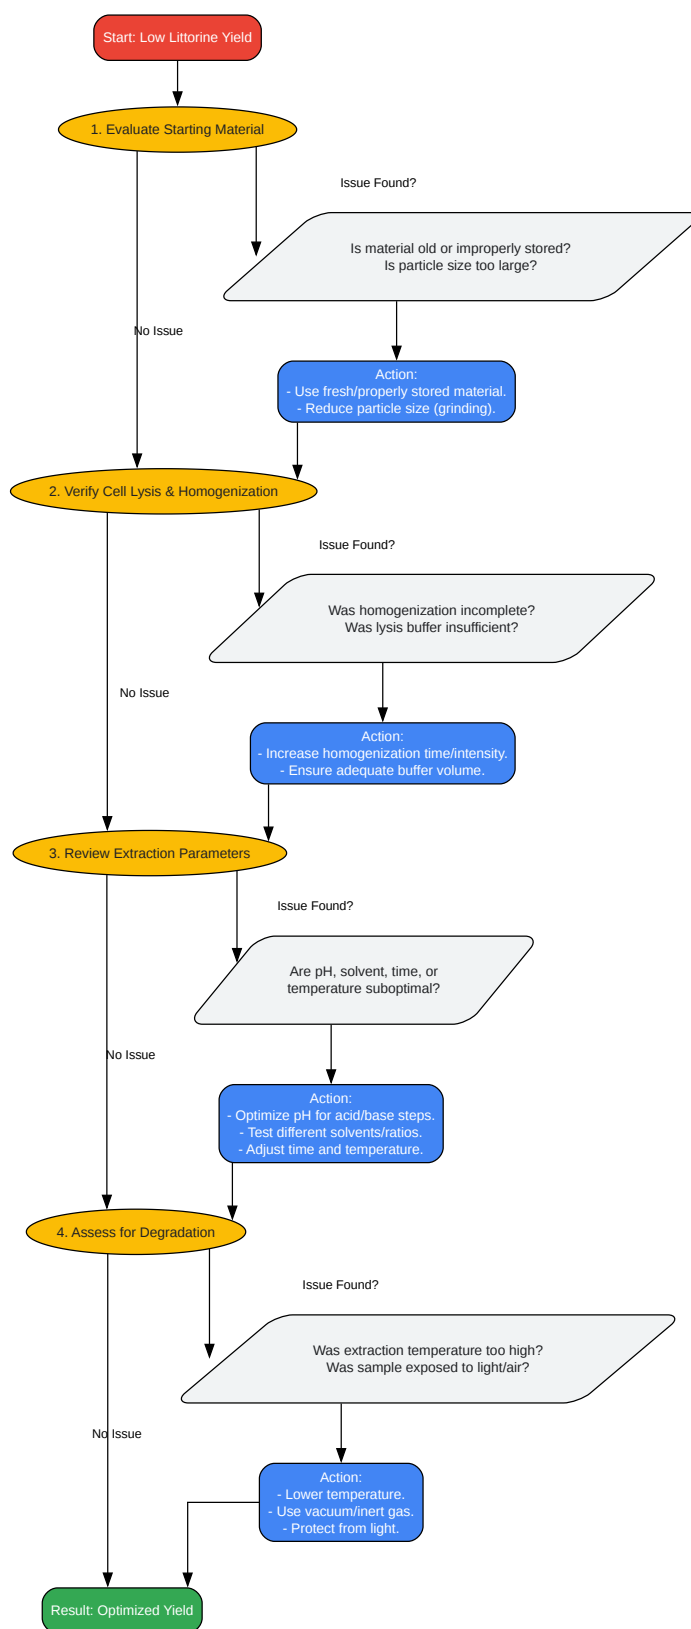 Start: Low Littorine Yield
1. Evaluate Starting Material
Issue Found?
Is material old or improperly stored?
Is particle size too large?
No Issue
Action:
- Use fresh/properly stored material.
- Reduce particle size (grinding).
2. Verify Cell Lysis & Homogenization
Issue Found?
Was homogenization incomplete?
Was lysis buffer insufficient?
No Issue
Action:
- Increase homogenization time/intensity.
- Ensure adequate buffer volume.
3. Review Extraction Parameters
Issue Found?
Are pH, solvent, time, or
temperature suboptimal?
No Issue
Action:
- Optimize pH for acid/base steps.
- Test different solvents/ratios.
- Adjust time and temperature.
4. Assess for Degradation
Issue Found?
Was extraction temperature too high?
Was sample exposed to light/air?
No Issue
Action:
- Lower temperature.
- Use vacuum/inert gas.
- Protect from light.
Result: Optimized Yield